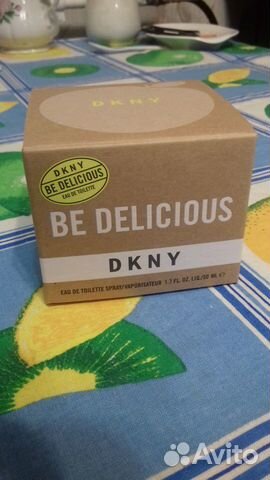 DKNY
DKNY
BE DELICIOUS
EAU DE TOILETTE
BE DELICIOUS
DKNY
EAU DE TOILETTE SPRAY/VAPORISATEUR 1.7 FL. OZ. LIQ./50 ML ℮
Avito